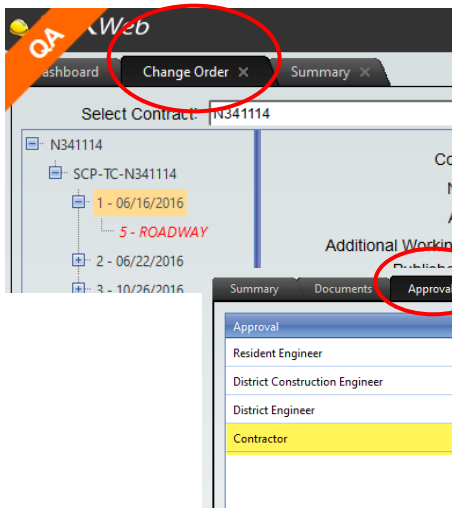 QA
Web
ashboard Change Order × Summary ×
Select Contract: N341114
N341114
SCP-TC-N341114
1 - 06/16/2016
5 - ROADWAY
2 - 06/22/2016
3 - 10/26/2016
Co
N
A
Additional Workin
Publishe
Summary Documents Approval
Approval
Resident Engineer
District Construction Engineer
District Engineer
Contractor